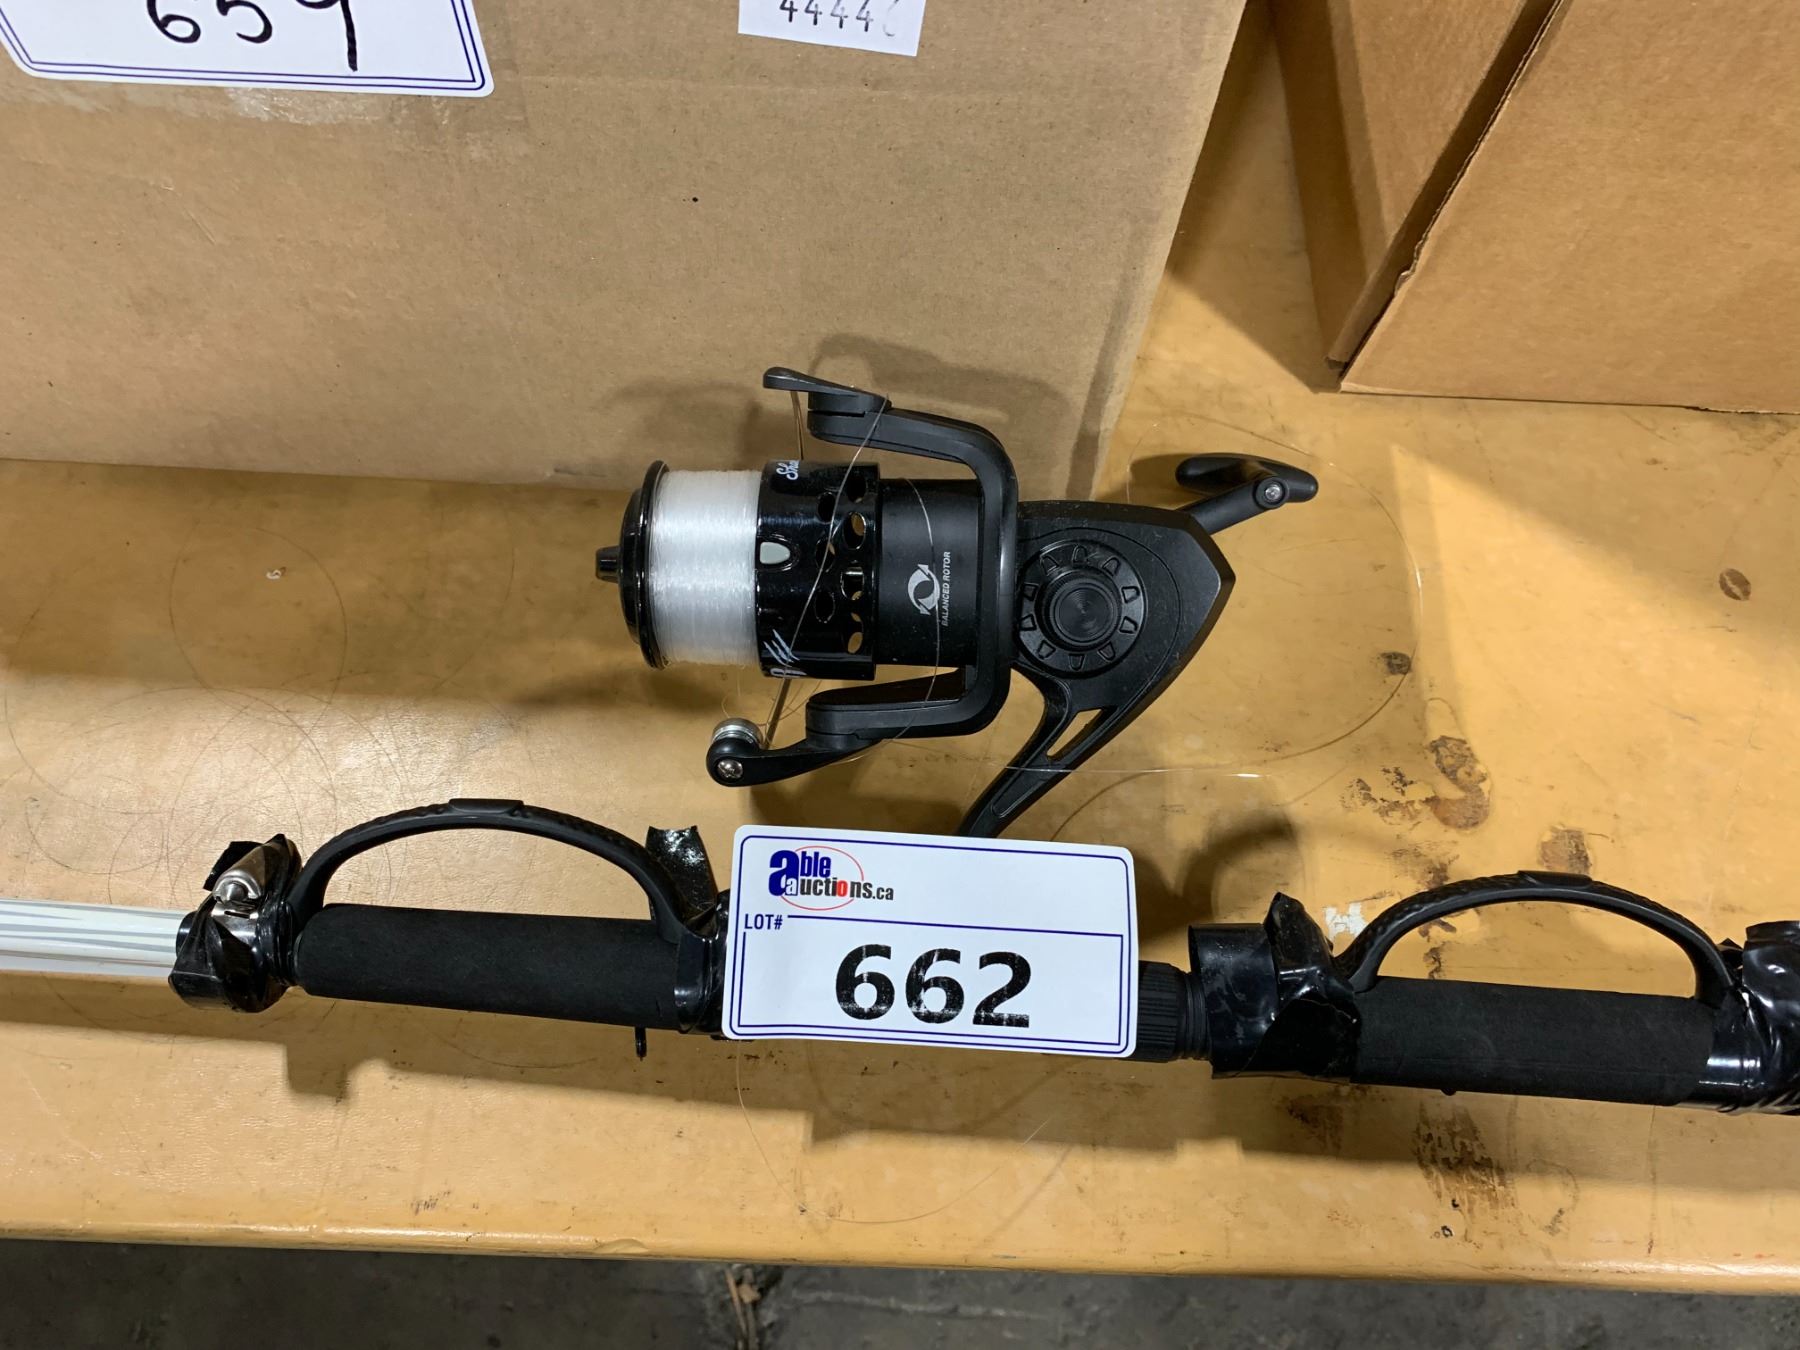 659
4444
BALANCED ROTOR
able
auctions.ca
LOT#
662